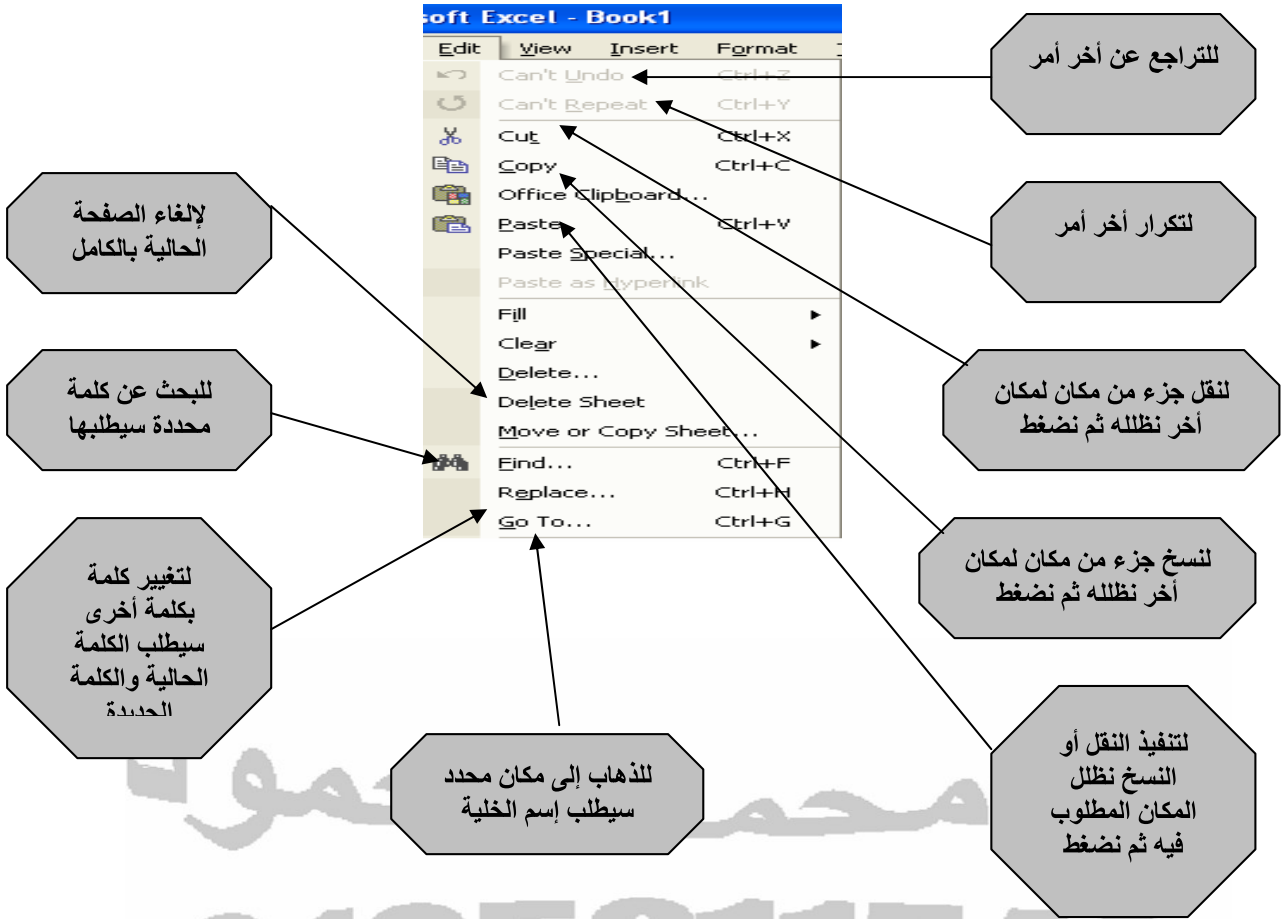 soft Excel - Book1
Edit View Insert Format
Can't Undo Ctrl+Z
Can't Repeat Ctrl+Y
Cut Ctrl+X
Copy Ctrl+C
Office Clipboard...
Paste Ctrl+V
Paste Special...
Paste as Hyperlink
Fill
Clear
Delete...
Delete Sheet
Move or Copy Sheet...
Find... Ctrl+F
Replace... Ctrl+H
Go To... Ctrl+G
للتراجع عن أخر أمر
لتكرار أخر أمر
لنقل جزء من مكان لمكان
أخر نظلله ثم نضغط
لنسخ جزء من مكان لمكان
أخر نظلله ثم نضغط
لتنفيذ النقل أو
النسخ نظلل
المكان المطلوب
فيه ثم نضغط
لإلغاء الصفحة
الحالية بالكامل
للبحث عن كلمة
محددة سيطلبها
لتغيير كلمة
بكلمة أخرى
سيطلب الكلمة
الحالية والكلمة
الجديدة
للذهاب إلى مكان محدد
سيطلب إسم الخلية